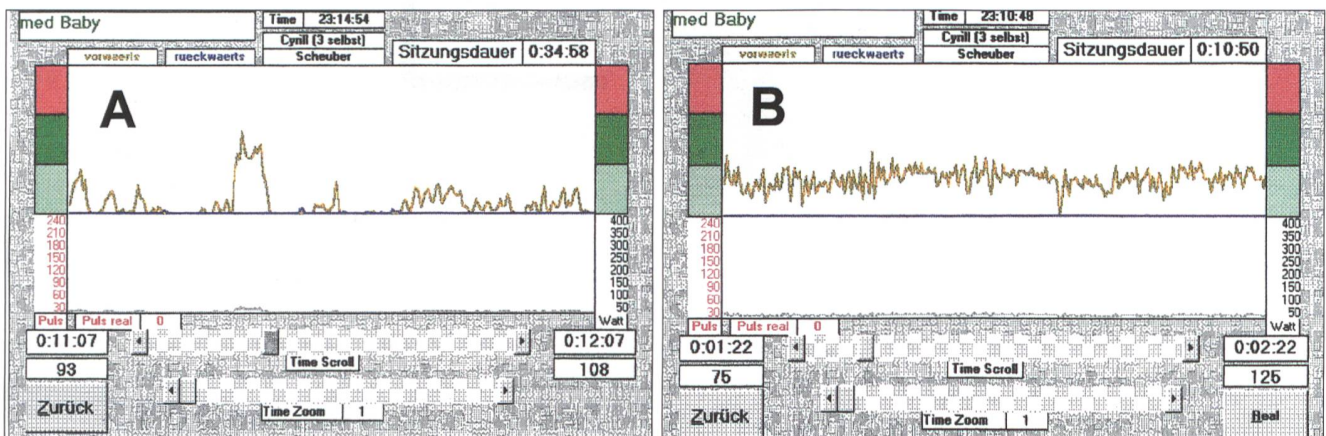 med Baby
Time 23:14:54
Cyrill (3 selbst)
Scheuber
vorwaerts rueckwaerts
Sitzungsdauer 0:34:58
A
240 400
210 350
180 300
150 250
120 200
90 150
60 100
30 50
Puls Puls real 0 Watt
0:11:07 0:12:07
Time Scroll
93 108
Zurück
Time Zoom 1
med Baby
Time 23:10:48
Cyrill (3 selbst)
Scheuber
vorwaerts rueckwaerts
Sitzungsdauer 0:10:50
B
240 400
210 350
180 300
150 250
120 200
90 150
60 100
30 50
Puls Puls real 0 Watt
0:01:22 0:02:22
Time Scroll
75 125
Zurück Real
Time Zoom 1